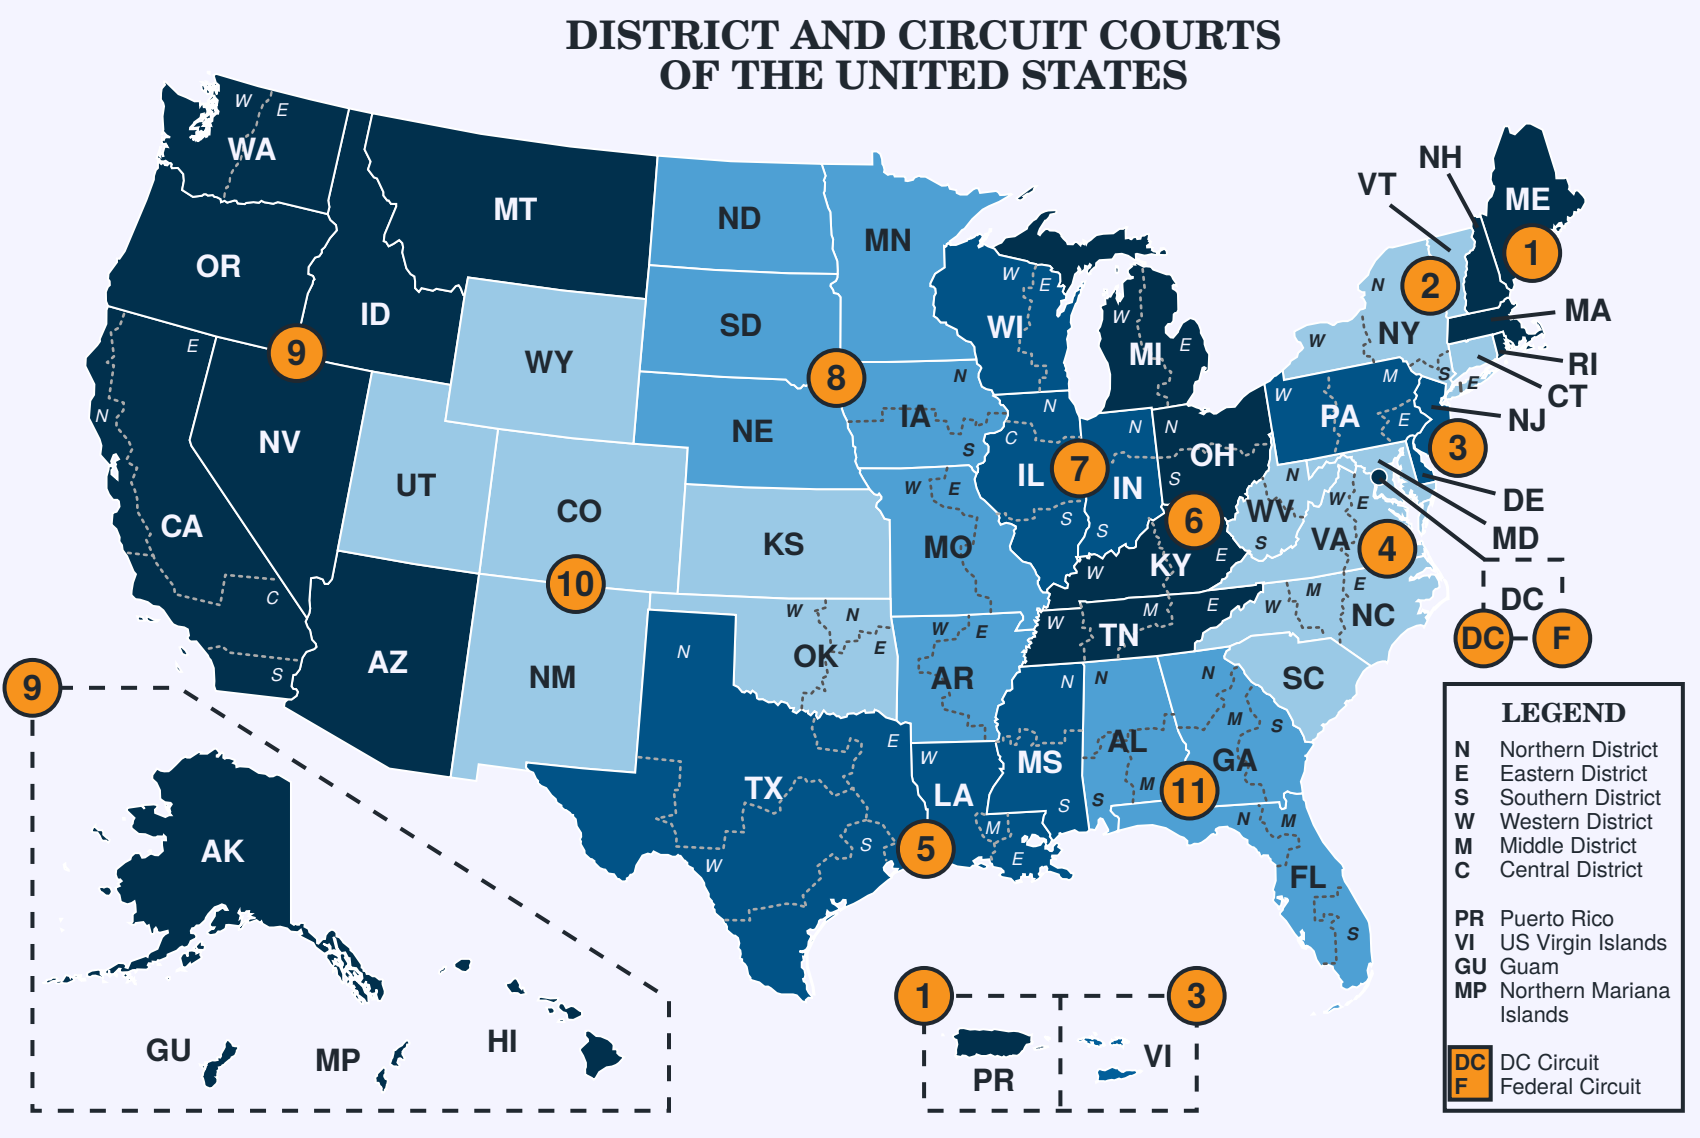 DISTRICT AND CIRCUIT COURTS
OF THE UNITED STATES
W E
WA
OR
ID
MT
9
E
N
CA
C
S
NV
AZ
WY
UT
CO
10
NM
ND
SD
NE
KS
W N
E
OK
MN
8
N
IA
S
W E
MO
W E
AR
W E
WI
W
MI E
N
C
IL
S
7
N
IN
S
N
OH
S
6
W
KY
E
W
TN
M
E
N
TX
E
W
S
W
LA
M
E
5
N
MS
S
N
AL
M
S
N
M
S
GA
11
N
M
FL
S
NH
VT
ME
1
2
N
NY
W
S
E
MA
RI
CT
NJ
W
PA
M
E
3
DE
MD
N
WV
S
W
E
VA
4
W
M
E
NC
SC
DC
DC
F
9
AK
GU
MP
HI
1
3
PR
VI
LEGEND
N Northern District
E Eastern District
S Southern District
W Western District
M Middle District
C Central District
PR Puerto Rico
VI US Virgin Islands
GU Guam
MP Northern Mariana
Islands
DC DC Circuit
F Federal Circuit